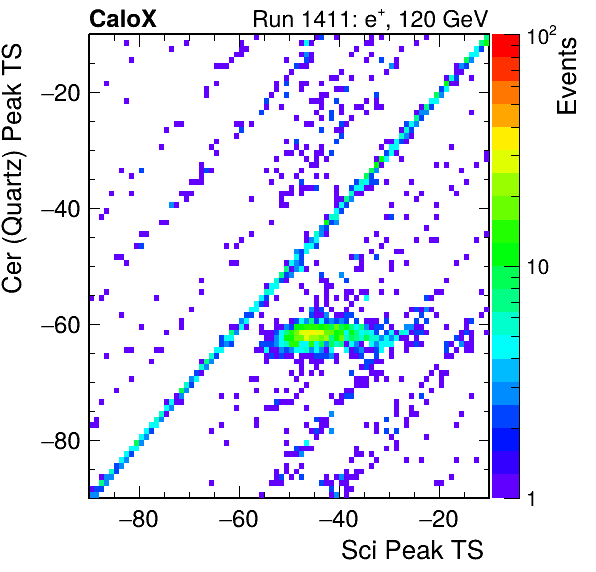 CaloX Run 1411: e⁺, 120 GeV
10²
Events
10
1
Cer (Quartz) Peak TS
−20
−40
−60
−80
−80 −60 −40 −20
Sci Peak TS